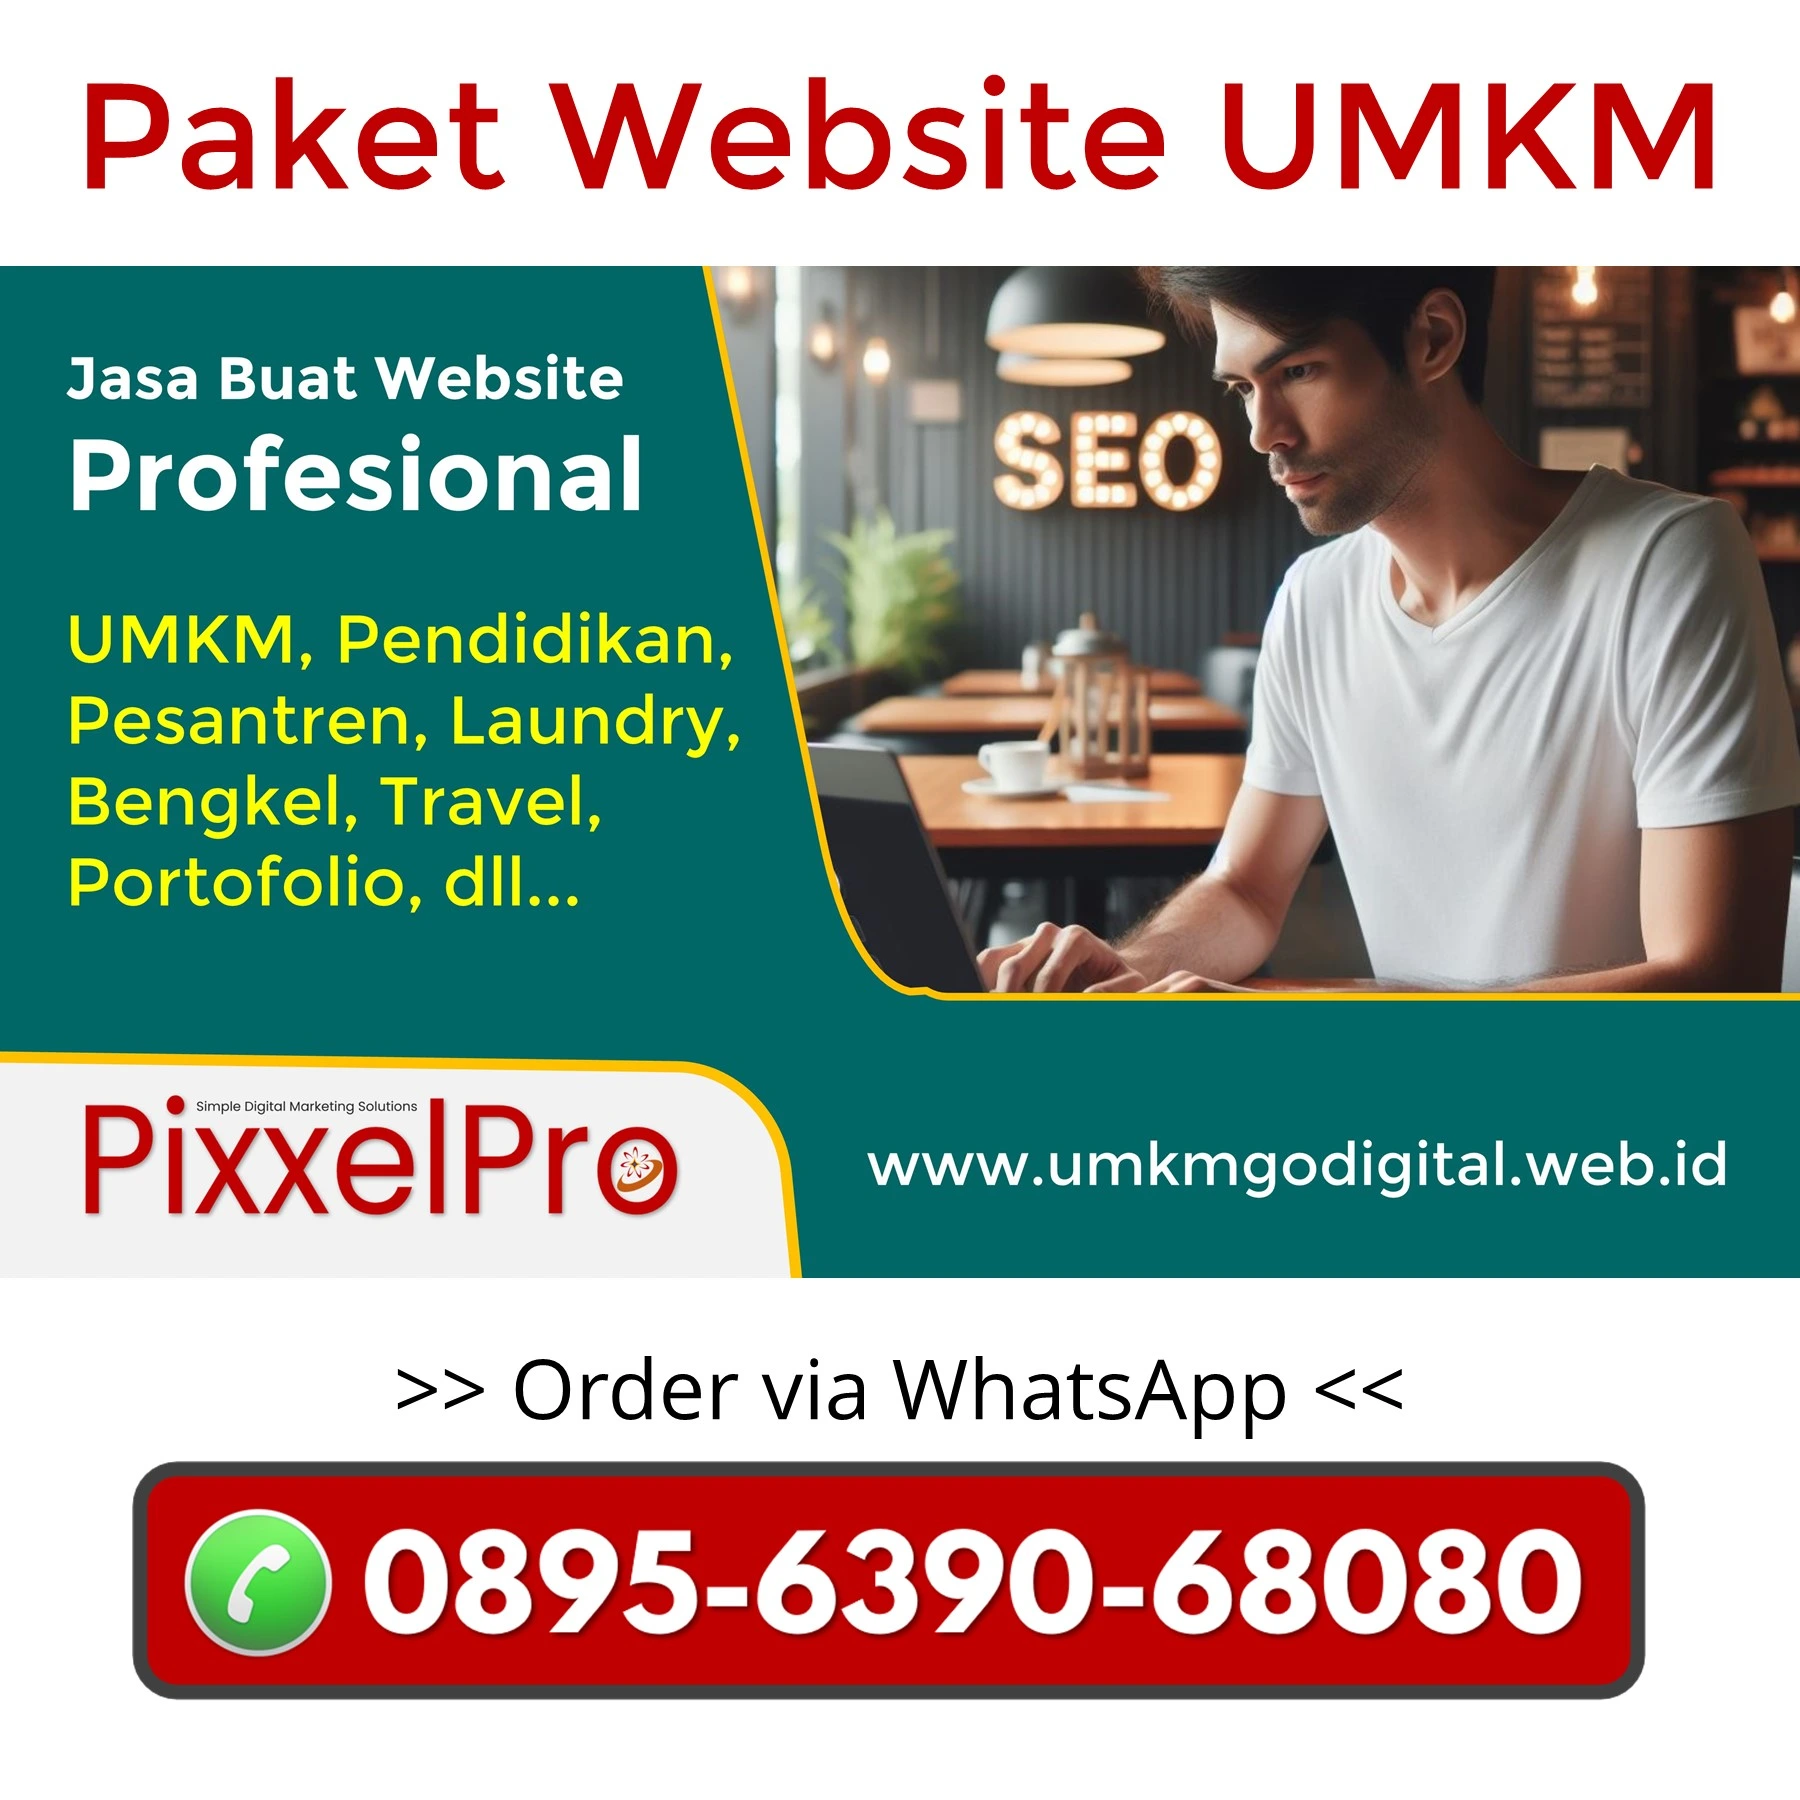 Paket Website UMKM
Jasa Buat Website
Profesional
SEO
UMKM, Pendidikan,
Pesantren, Laundry,
Bengkel, Travel,
Portofolio, dll...
Simple Digital Marketing Solutions
PixxelPro
www.umkmgodigital.web.id
>> Order via WhatsApp <<
0895-6390-68080